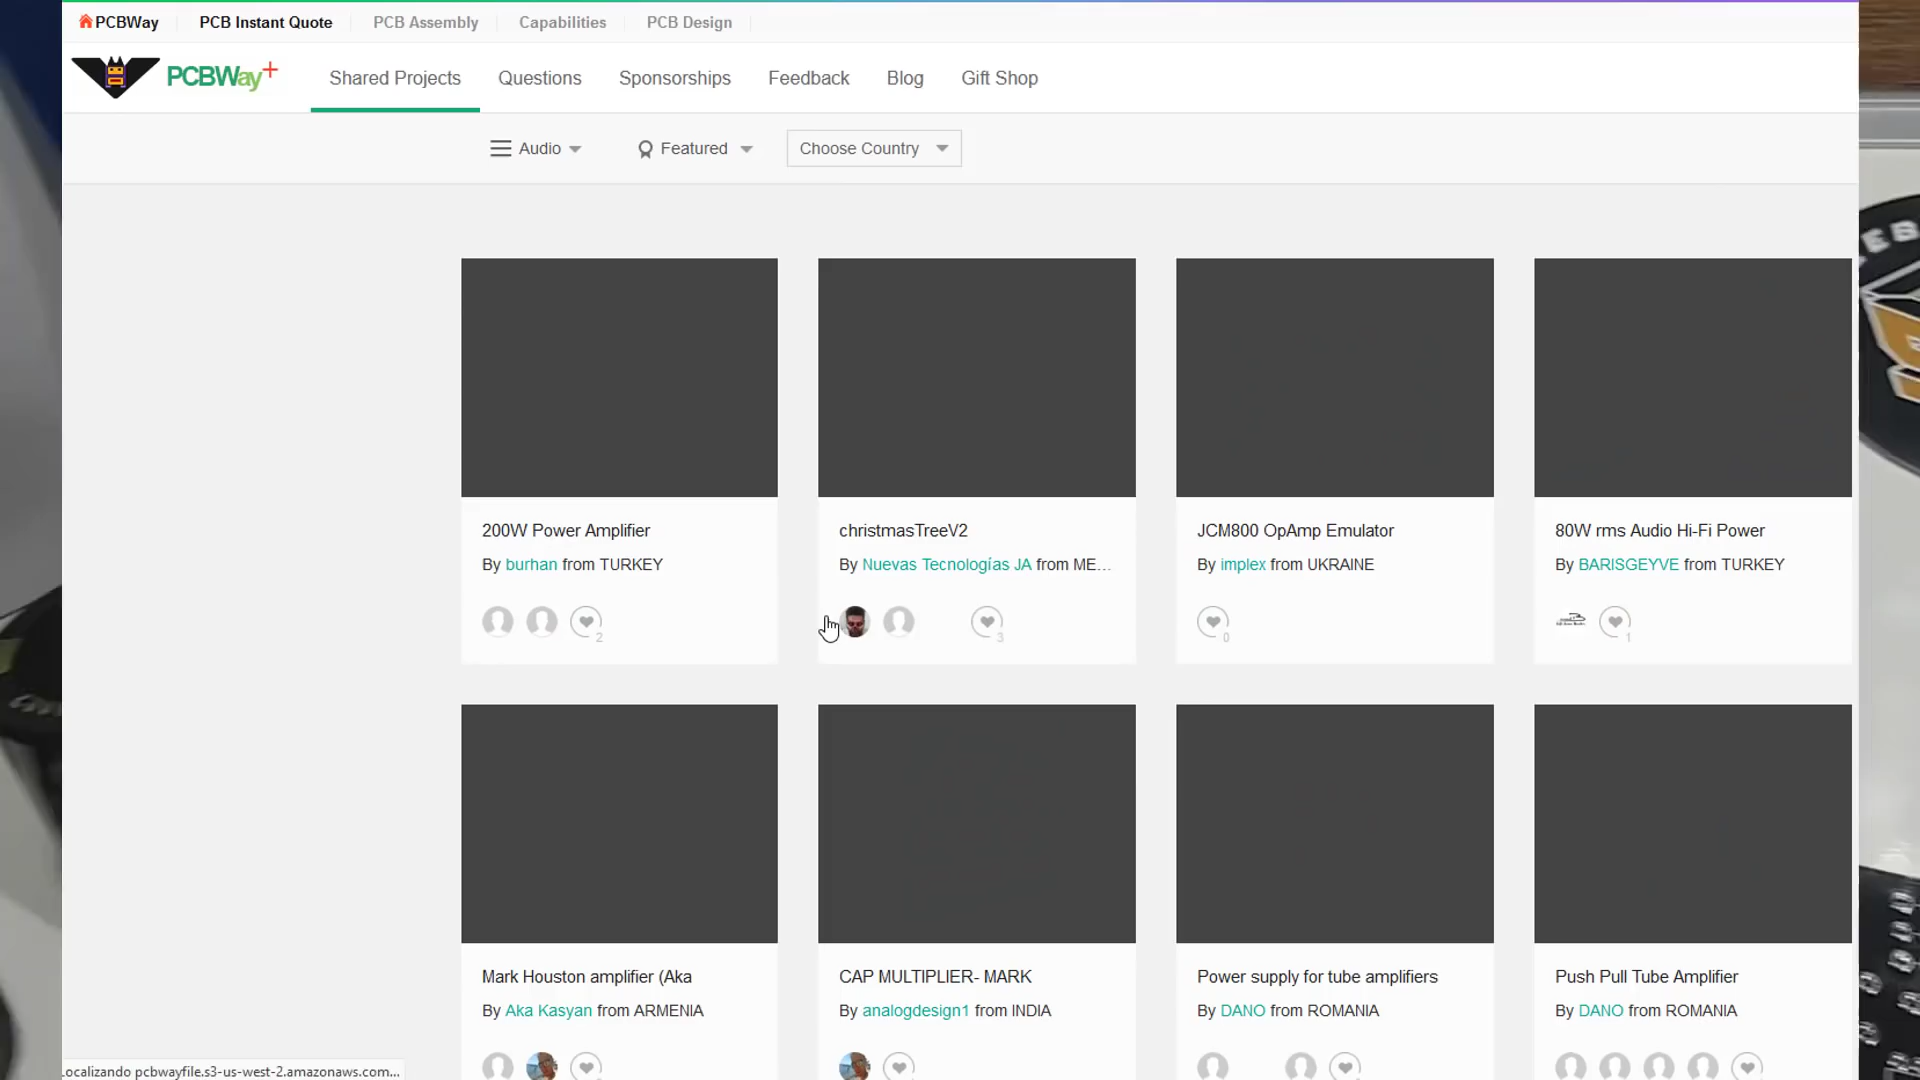 PCBWay PCB Instant Quote PCB Assembly Capabilities PCB Design
PCBWay+ Shared Projects Questions Sponsorships Feedback Blog Gift Shop
Audio Featured Choose Country
200W Power Amplifier
By burhan from TURKEY
2
christmasTreeV2
By Nuevas Tecnologías JA from ME...
3
JCM800 OpAmp Emulator
By implex from UKRAINE
0
80W rms Audio Hi-Fi Power
By BARISGEYVE from TURKEY
1
Mark Houston amplifier (Aka
By Aka Kasyan from ARMENIA
CAP MULTIPLIER- MARK
By analogdesign1 from INDIA
Power supply for tube amplifiers
By DANO from ROMANIA
Push Pull Tube Amplifier
By DANO from ROMANIA
Localizando pcbwayfile.s3-us-west-2.amazonaws.com...